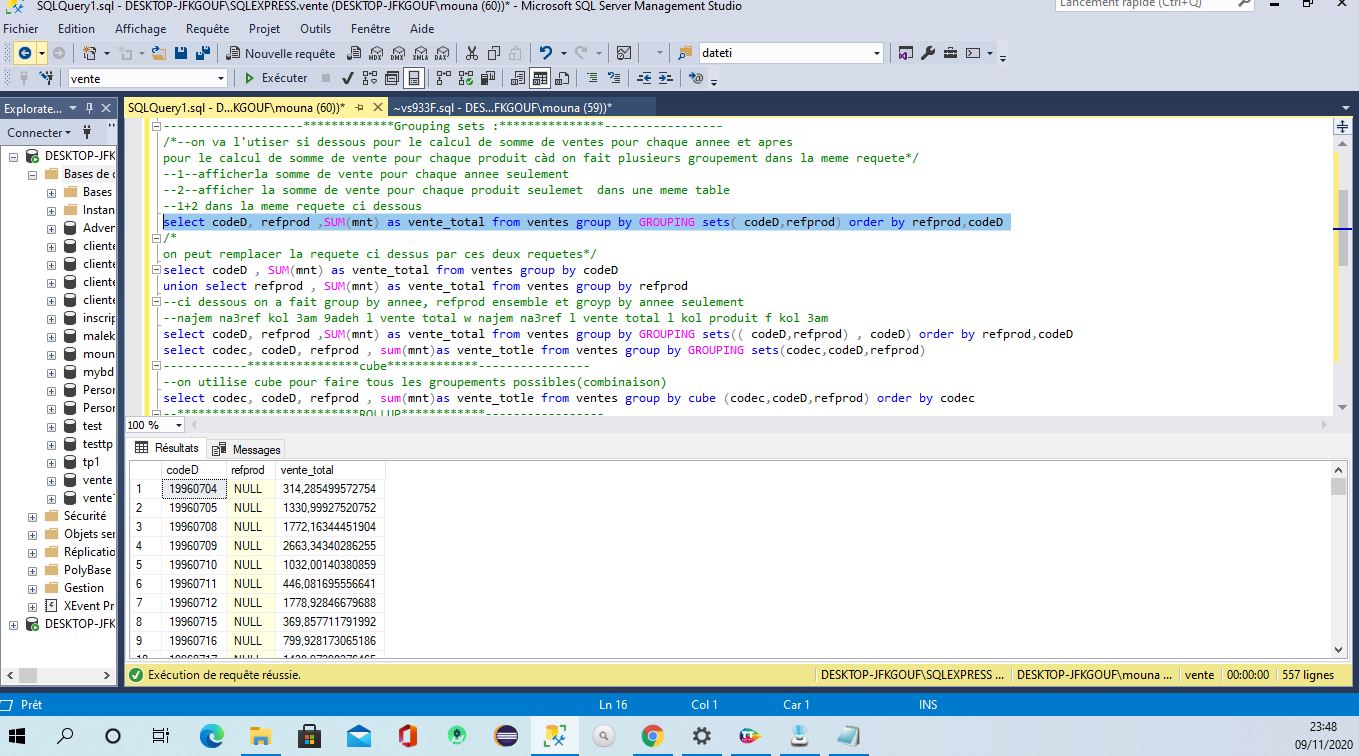 SQLQuery1.sql - DESKTOP-JFKGOUF\SQLEXPRESS.vente (DESKTOP-JFKGOUF\mouna (60))* - Microsoft SQL Server Management Studio
Lancement rapide (Ctrl+Q)
Fichier Edition Affichage Requête Projet Outils Fenêtre Aide
Nouvelle requête MDX DMX XMLA DAX dateti
vente Exécuter
Explorate...
SQLQuery1.sql - D...KGOUF\mouna (60))*
~vs933F.sql - DES...FKGOUF\mouna (59))*
Connecter
DESKTOP-JFK
Bases de
Bases
Instan
Adver
cliente
cliente
cliente
cliente
inscrip
malek
moun
mybd
Person
Person
test
testtp
tp1
vente
vente
Sécurité
Objets ser
Réplicatio
PolyBase
Gestion
XEvent Pr
DESKTOP-JFK
--------------------*************Grouping sets :***************-----------------
/*--on va l'utiser si dessous pour le calcul de somme de ventes pour chaque annee et apres
pour le calcul de somme de vente pour chaque produit càd on fait plusieurs groupement dans la meme requete*/
--1--afficherla somme de vente pour chaque annee seulement
--2--afficher la somme de vente pour chaque produit seulemet  dans une meme table
--1+2 dans la meme requete ci dessous
select codeD, refprod ,SUM(mnt) as vente_total from ventes group by GROUPING sets( codeD,refprod) order by refprod,codeD
/*
on peut remplacer la requete ci dessus par ces deux requetes*/
select codeD , SUM(mnt) as vente_total from ventes group by codeD
union select refprod , SUM(mnt) as vente_total from ventes group by refprod
--ci dessous on a fait group by annee, refprod ensemble et groyp by annee seulement
--najem na3ref kol 3am 9adeh l vente total w najem na3ref l vente total l kol produit f kol 3am
select codeD, refprod ,SUM(mnt) as vente_total from ventes group by GROUPING sets(( codeD,refprod) , codeD) order by refprod,codeD
select codec, codeD, refprod , sum(mnt)as vente_totle from ventes group by GROUPING sets(codec,codeD,refprod)
------------****************cube*************----------------
--on utilise cube pour faire tous les groupements possibles(combinaison)
select codec, codeD, refprod , sum(mnt)as vente_totle from ventes group by cube (codec,codeD,refprod) order by codec
--**************************ROLLUP************-----------------
100 %
Résultats Messages
codeD refprod vente_total
1 19960704 NULL 314,285499572754
2 19960705 NULL 1330,99927520752
3 19960708 NULL 1772,16344451904
4 19960709 NULL 2663,34340286255
5 19960710 NULL 1032,00140380859
6 19960711 NULL 446,081695556641
7 19960712 NULL 1778,92846679688
8 19960715 NULL 369,857711791992
9 19960716 NULL 799,928173065186
10 19960717 NULL
Exécution de requête réussie.
DESKTOP-JFKGOUF\SQLEXPRESS ... DESKTOP-JFKGOUF\mouna ... vente 00:00:00 557 lignes
Prêt Ln 16 Col 1 Car 1 INS
23:48
09/11/2020